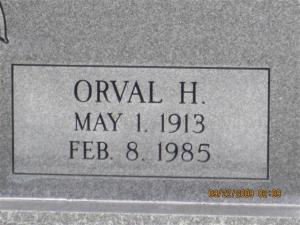 ORVAL H.
MAY 1. 1913
FEB. 8. 1985